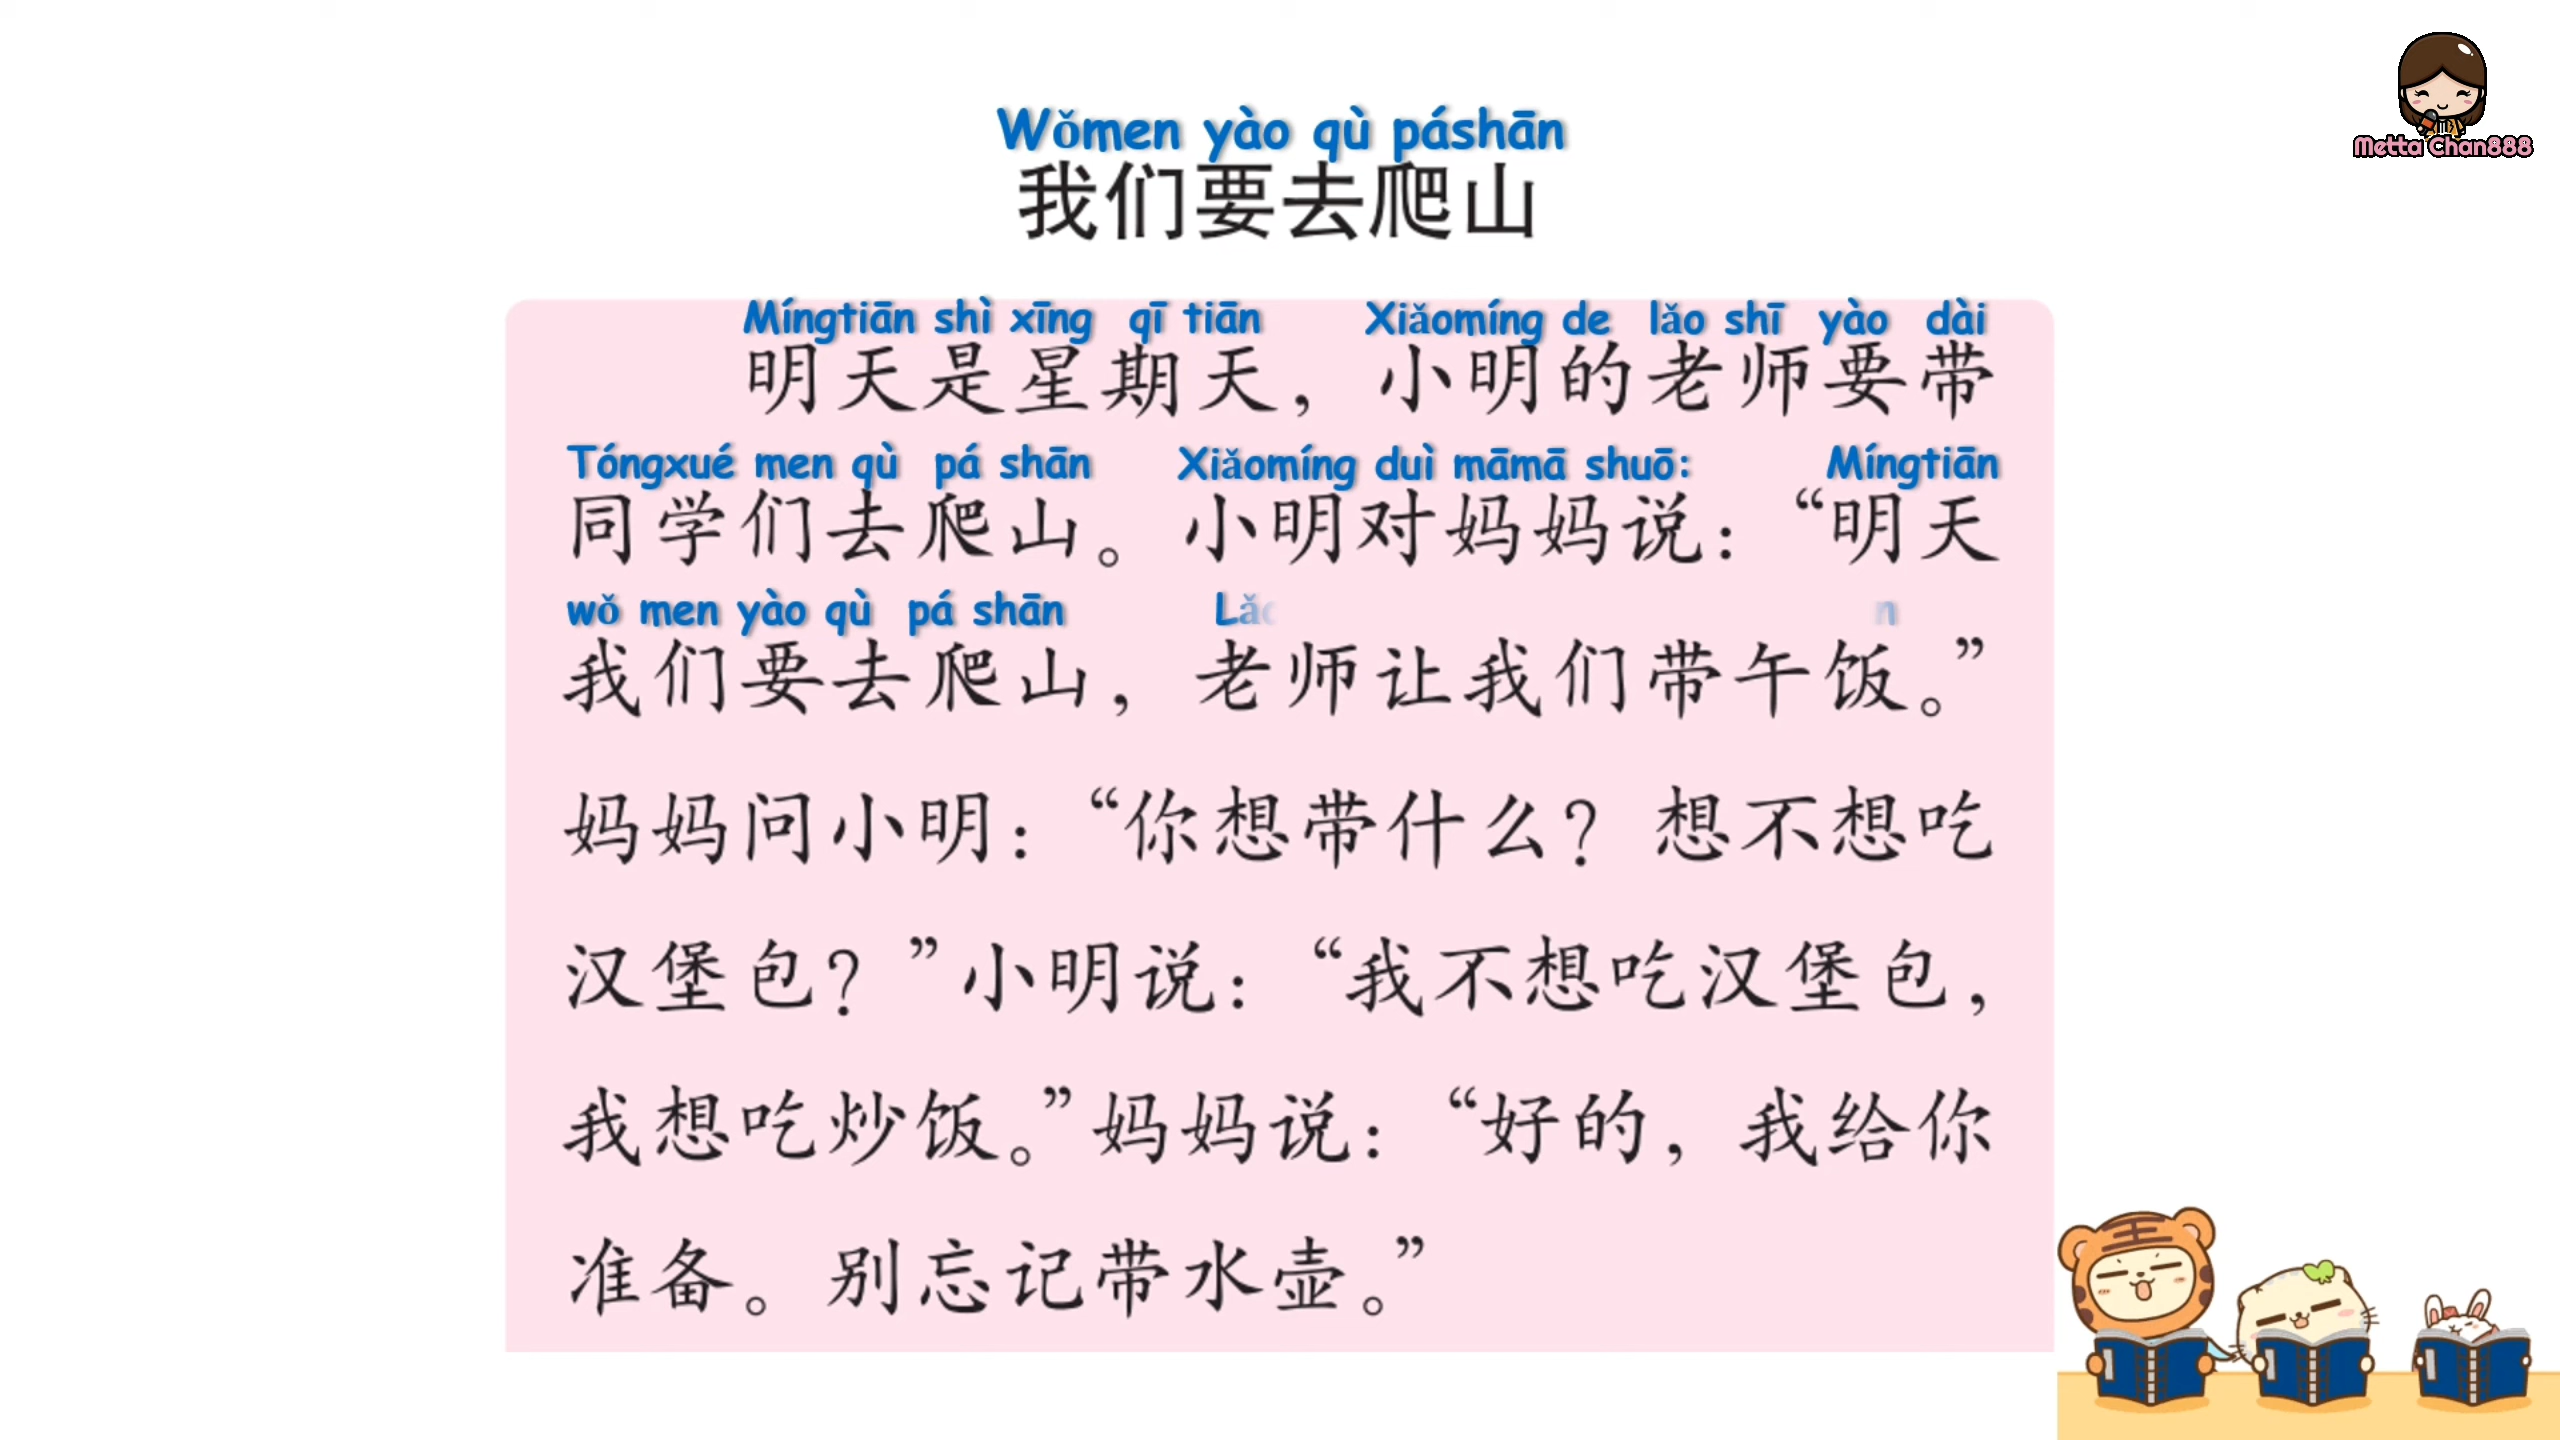 Metta Chan888
Wǒmen yào qù páshān
我们要去爬山
Míngtiān shì xīng qī tiān Xiǎomíng de lǎo shī yào dài
明天是星期天，小明的老师要带
Tóngxué men qù pá shān Xiǎomíng duì māmā shuō: Míngtiān
同学们去爬山。小明对妈妈说：“明天
wǒ men yào qù pá shān Lǎo n
我们要去爬山，老师让我们带午饭。”
妈妈问小明：“你想带什么？想不想吃
汉堡包？”小明说：“我不想吃汉堡包，
我想吃炒饭。”妈妈说：“好的，我给你
准备。别忘记带水壶。”